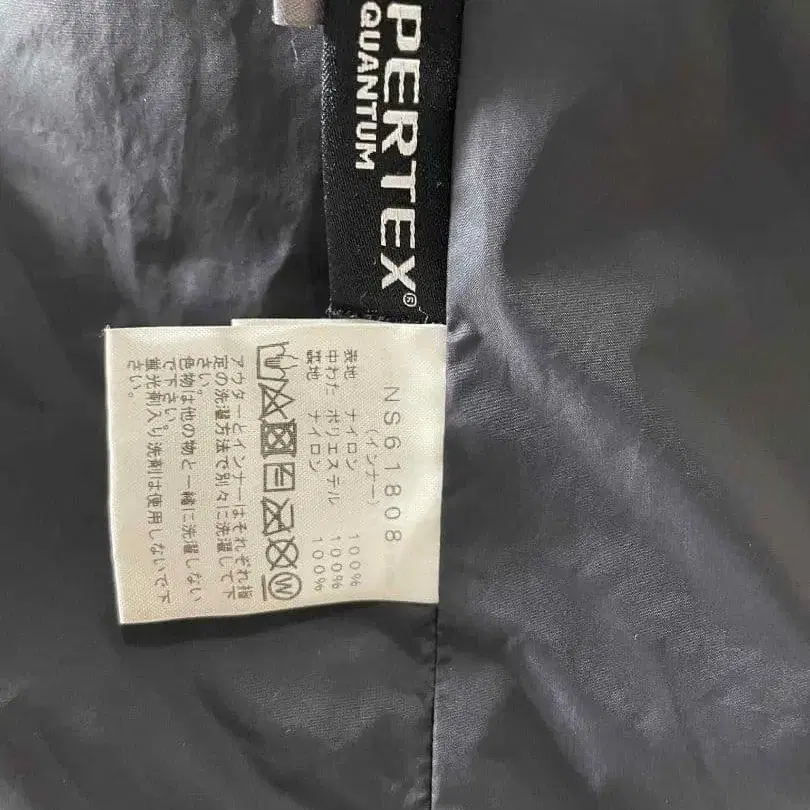 PERTEX®
QUANTUM
NS61808
(インナー)
表地 ナイロン 100%
中わた ポリエステル 100%
裏地 ナイロン 100%
W
アウターとインナーはそれぞれ指
定の洗濯方法で別々に洗濯して下
さい。
色物は他の物と一緒に洗濯しない
で下さい。
蛍光剤入り洗剤は使用しないで下
さい。